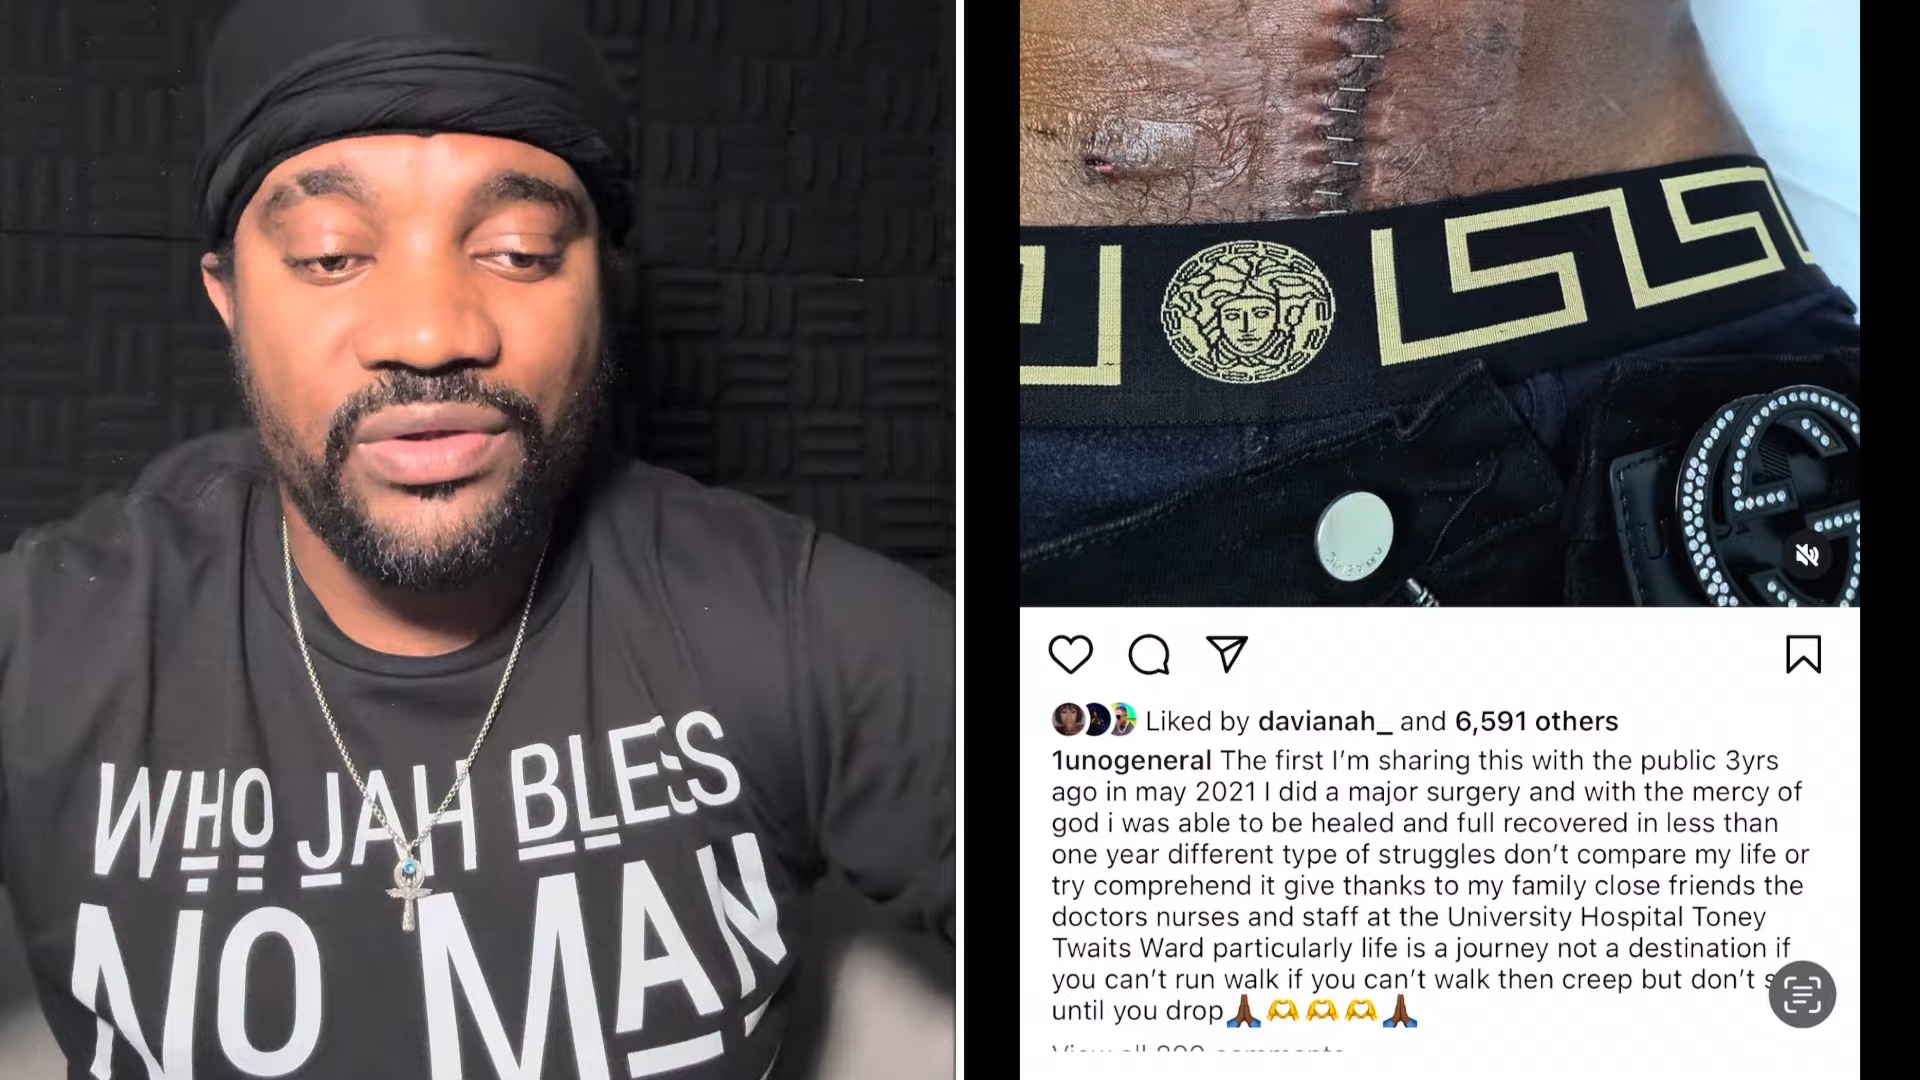 WHO JAH BLESS
NO MAN
Liked by davianah_ and 6,591 others
1unogeneral The first I’m sharing this with the public 3yrs
ago in may 2021 I did a major surgery and with the mercy of
god i was able to be healed and full recovered in less than
one year different type of struggles don’t compare my life or
try comprehend it give thanks to my family close friends the
doctors nurses and staff at the University Hospital Toney
Twaits Ward particularly life is a journey not a destination if
you can’t run walk if you can’t walk then creep but don’t
until you drop🙏🏾🫶🫶🫶🙏🏾